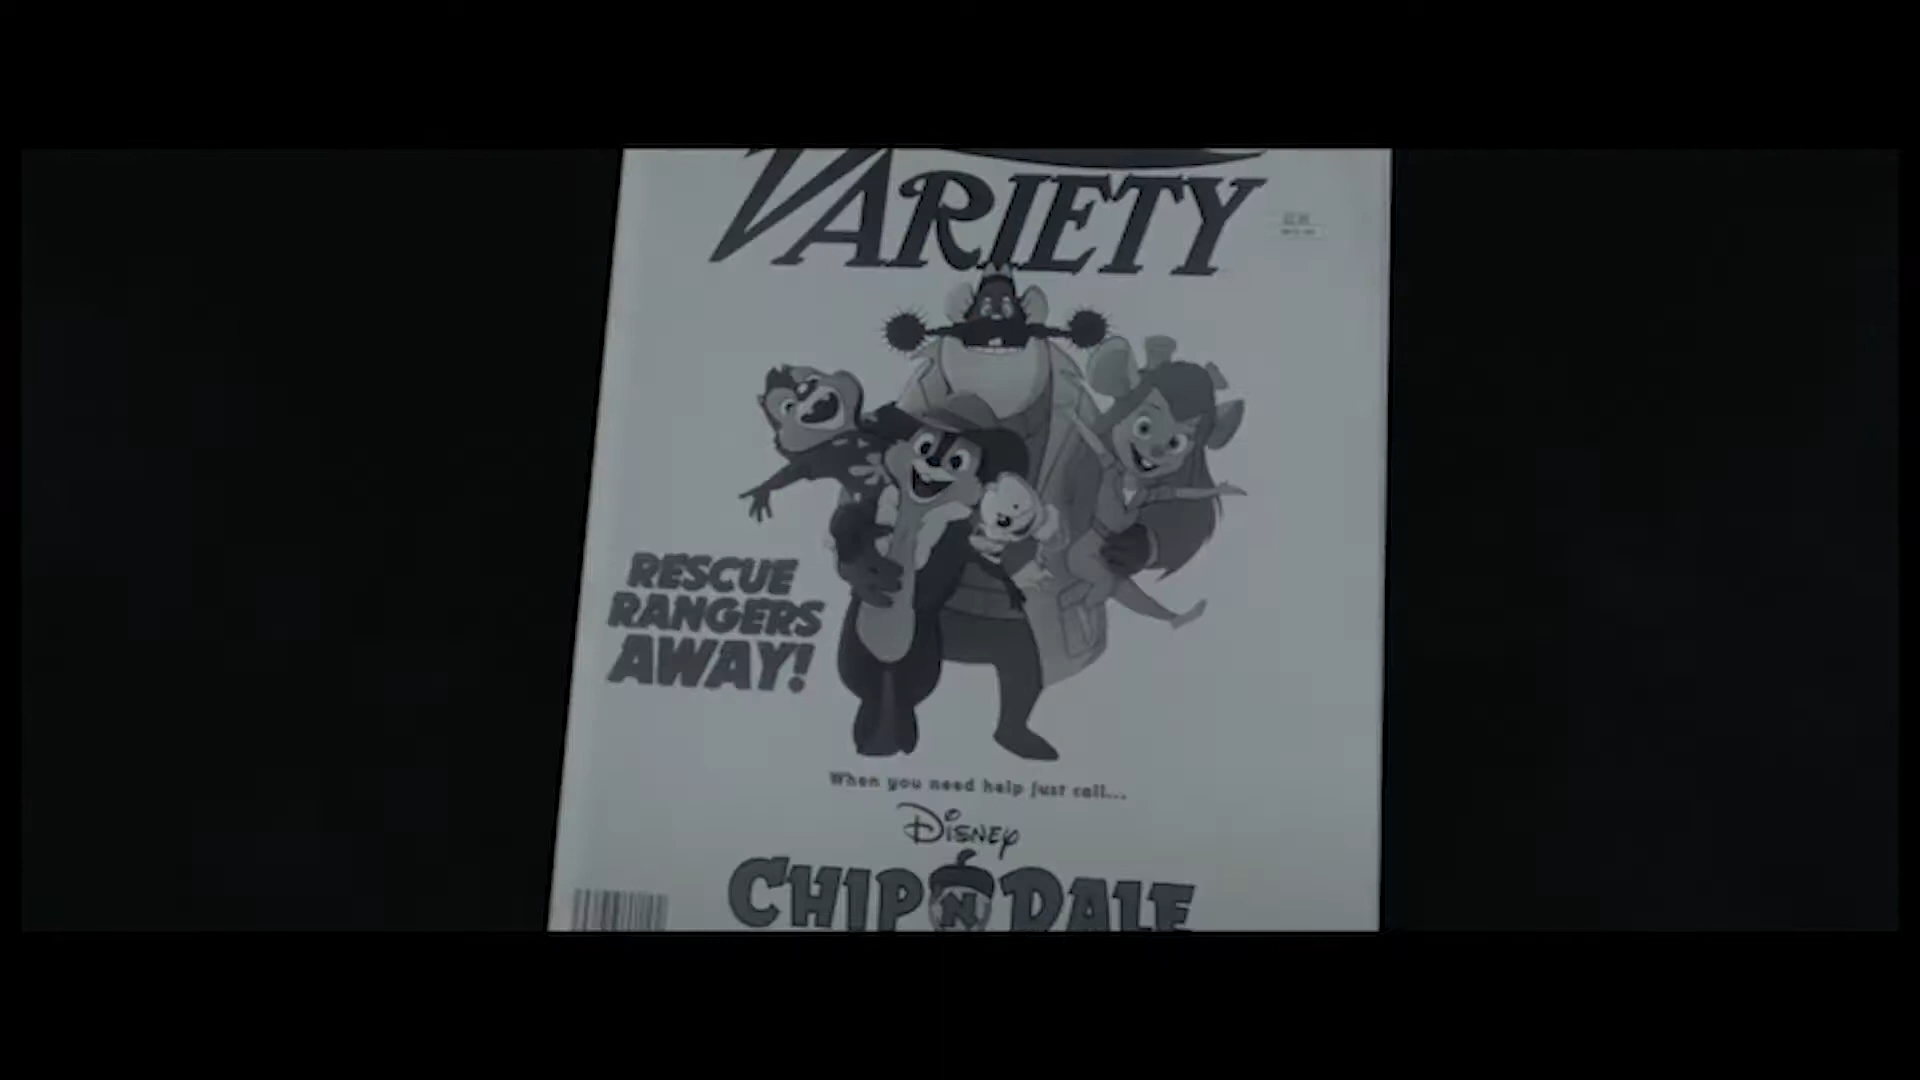 VARIETY
RESCUE
RANGERS
AWAY!
When you need help just call...
DISNEY
CHIP N DALE